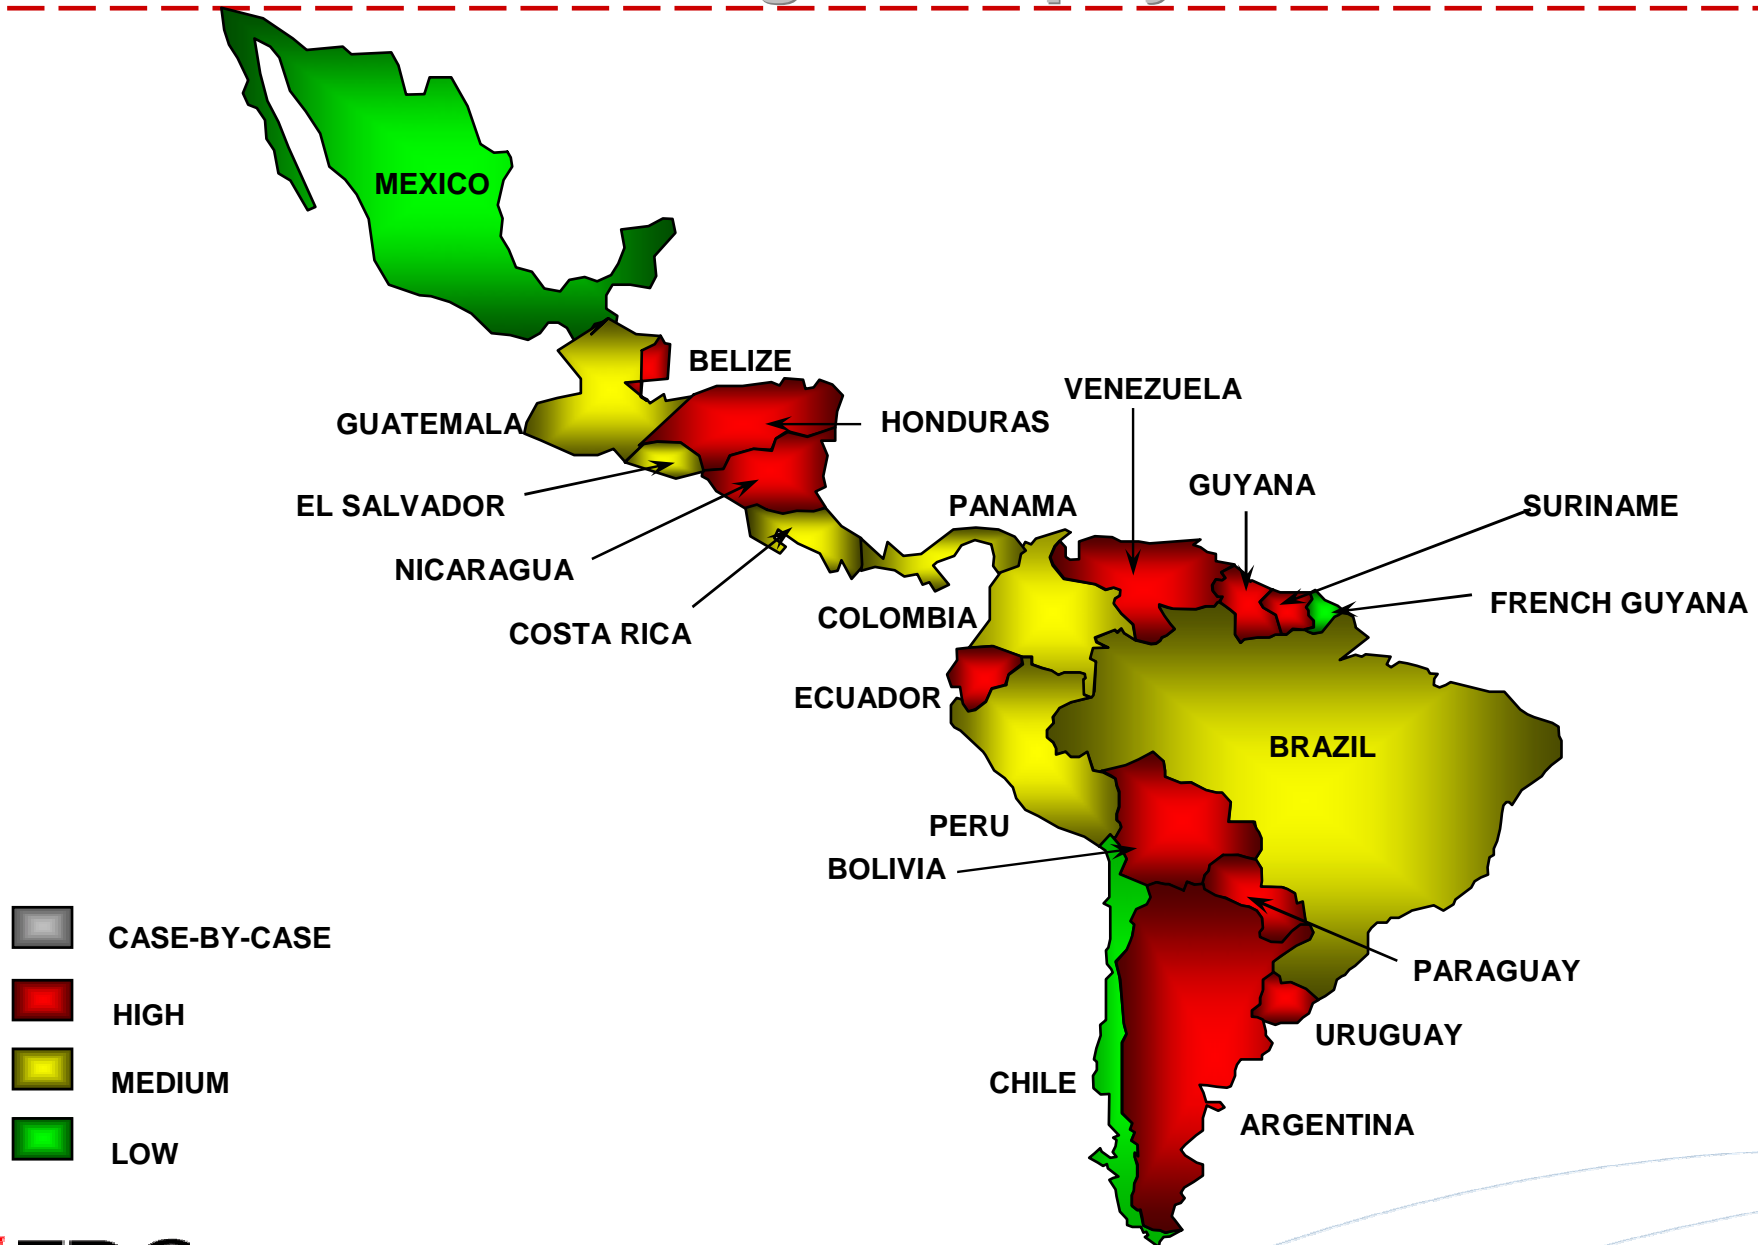 MEXICO
BELIZE
VENEZUELA
GUATEMALA
HONDURAS
GUYANA
EL SALVADOR
PANAMA
SURINAME
NICARAGUA
COLOMBIA
FRENCH GUYANA
COSTA RICA
ECUADOR
BRAZIL
PERU
BOLIVIA
CASE-BY-CASE
PARAGUAY
HIGH
URUGUAY
MEDIUM
CHILE
ARGENTINA
LOW